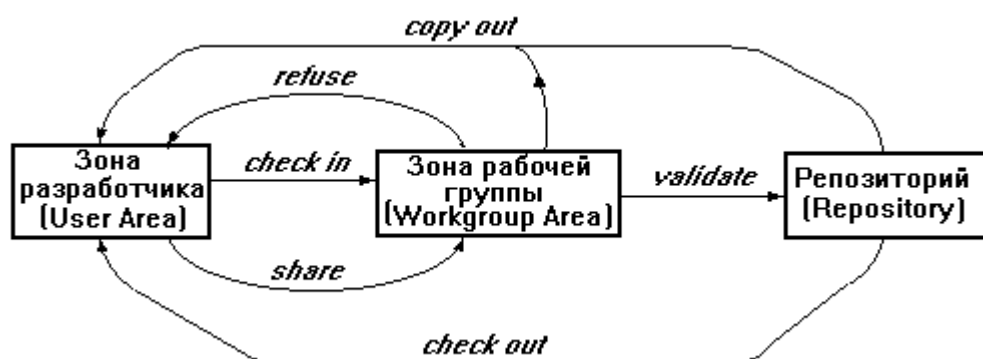 copy out
refuse
Зона
разработчика
(User Area)
check in
Зона рабочей
группы
(Workgroup Area)
validate
Репозиторий
(Repository)
share
check out